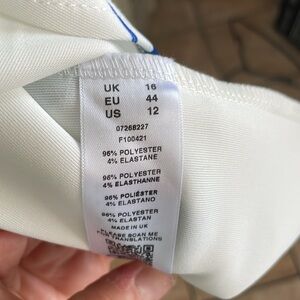 UK 16
EU 44
US 12
07268227
F100421
96% POLYESTER
4% ELASTANE
96% POLYESTER
4% ELASTHANNE
96% POLIÉSTER
4% ELASTANO
96% POLYESTER
4% ELASTAN
MADE IN UK
PLEASE SCAN ME
FOR TRANSLATIONS